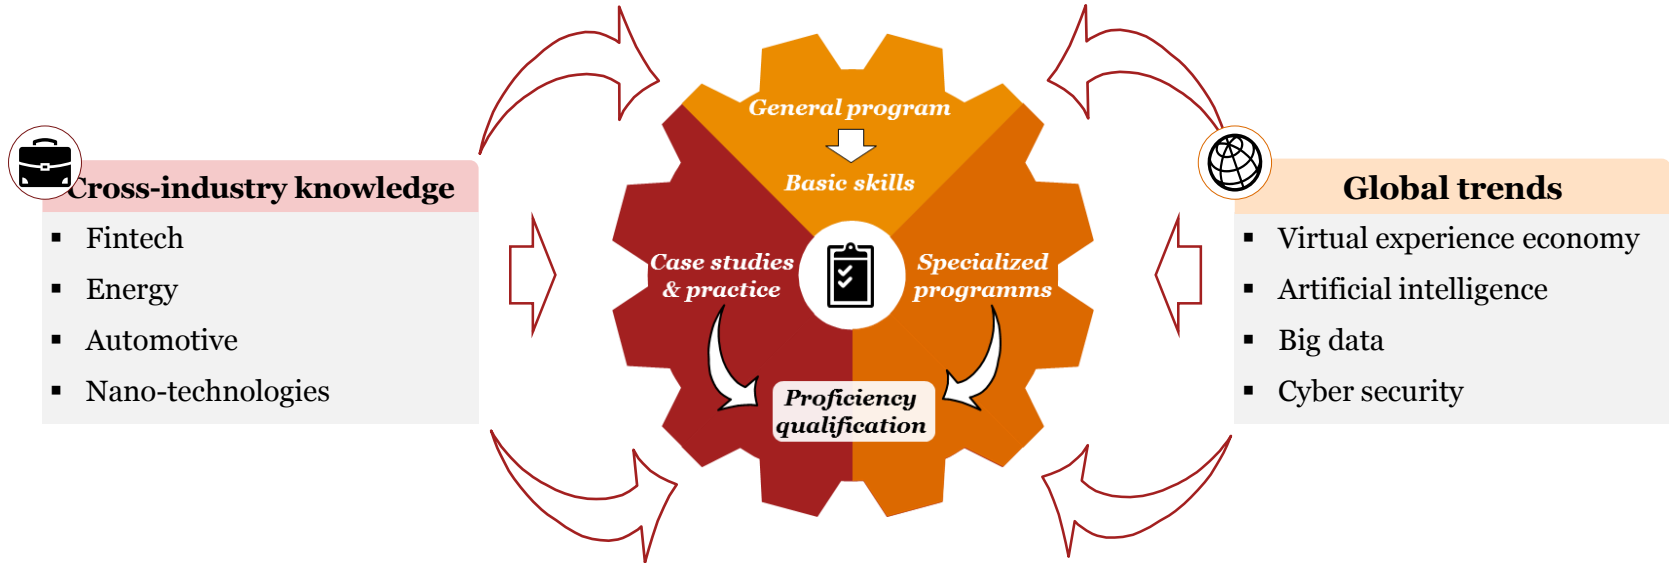 Cross-industry knowledge
▪ Fintech
▪ Energy
▪ Automotive
▪ Nano-technologies
General program
Basic skills
Case studies
& practice
Specialized
programms
Proficiency
qualification
Global trends
▪ Virtual experience economy
▪ Artificial intelligence
▪ Big data
▪ Cyber security